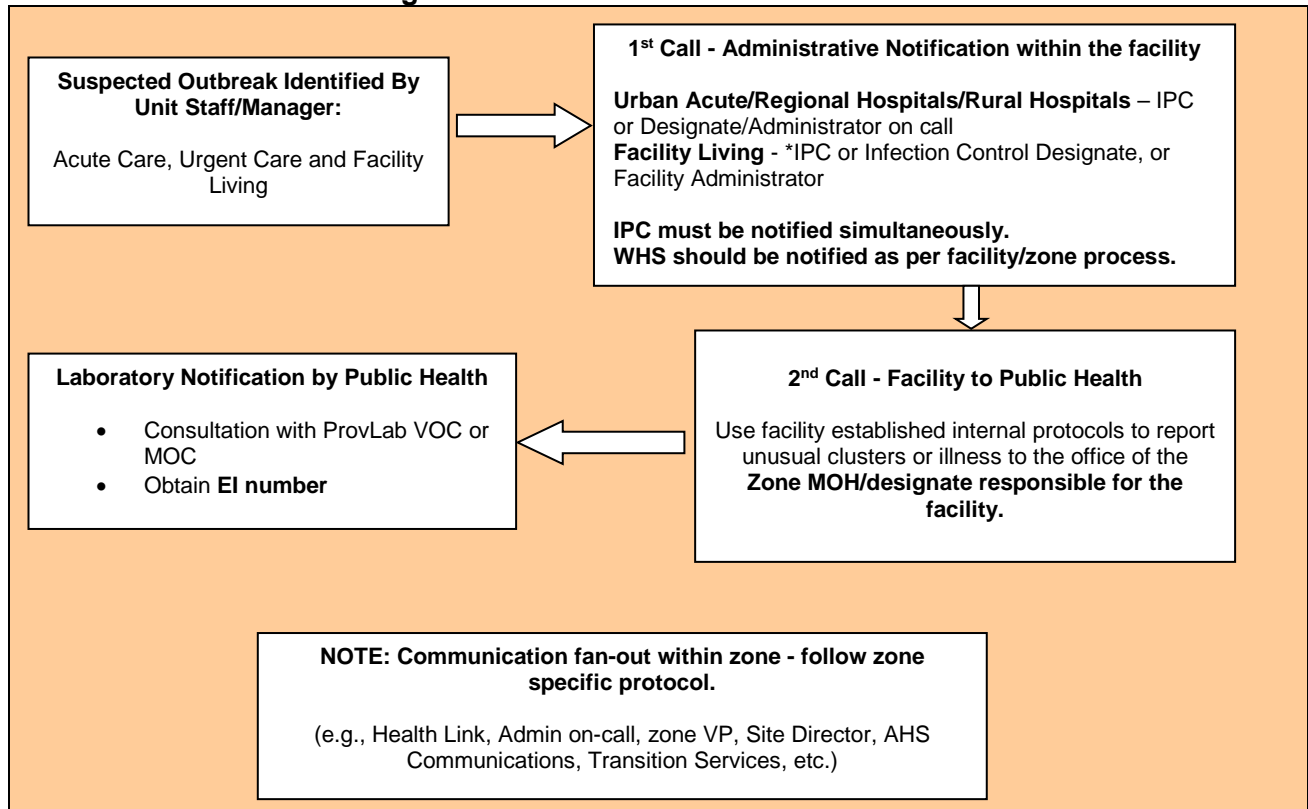 Suspected Outbreak Identified By
Unit Staff/Manager:
Acute Care, Urgent Care and Facility
Living
1st Call - Administrative Notification within the facility
Urban Acute/Regional Hospitals/Rural Hospitals – IPC
or Designate/Administrator on call
Facility Living - *IPC or Infection Control Designate, or
Facility Administrator
IPC must be notified simultaneously.
WHS should be notified as per facility/zone process.
2nd Call - Facility to Public Health
Use facility established internal protocols to report
unusual clusters or illness to the office of the
Zone MOH/designate responsible for the
facility.
Laboratory Notification by Public Health
• Consultation with ProvLab VOC or
MOC
• Obtain EI number
NOTE: Communication fan-out within zone - follow zone
specific protocol.
(e.g., Health Link, Admin on-call, zone VP, Site Director, AHS
Communications, Transition Services, etc.)